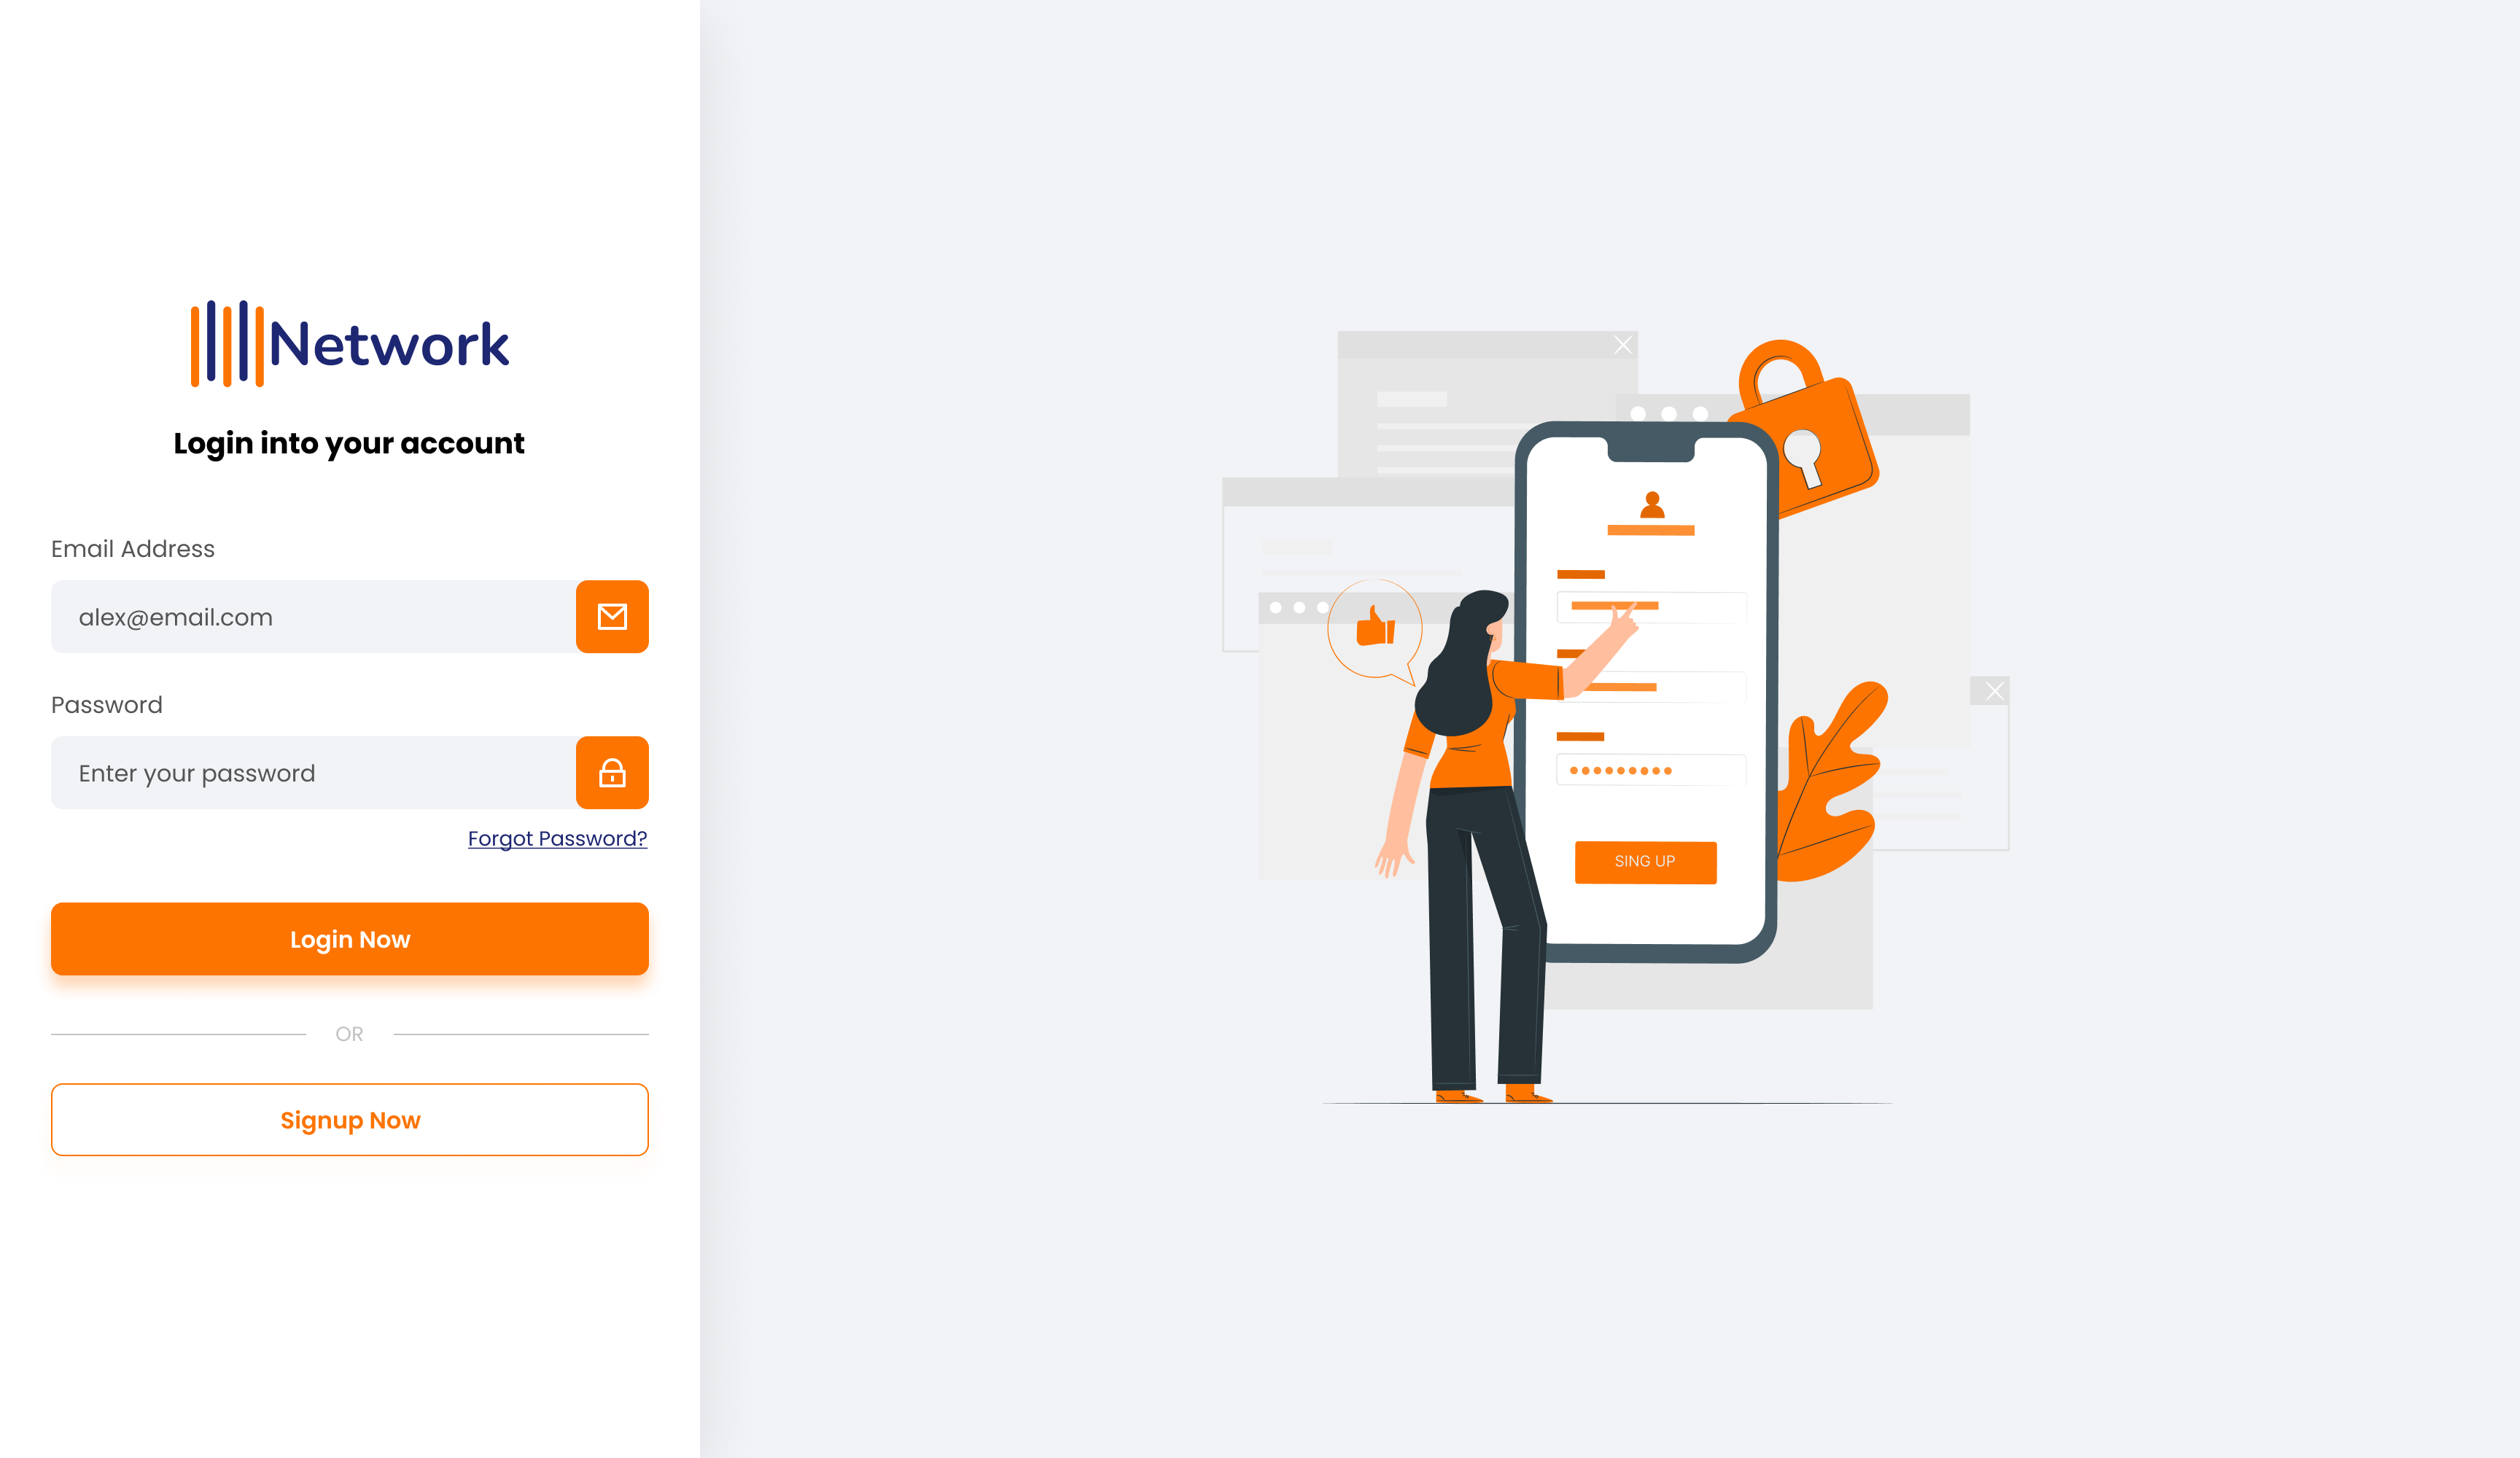 Network
Login into your account
Email Address
alex@email.com
Password
Enter your password
Forgot Password?
Login Now
OR
Signup Now
SING UP